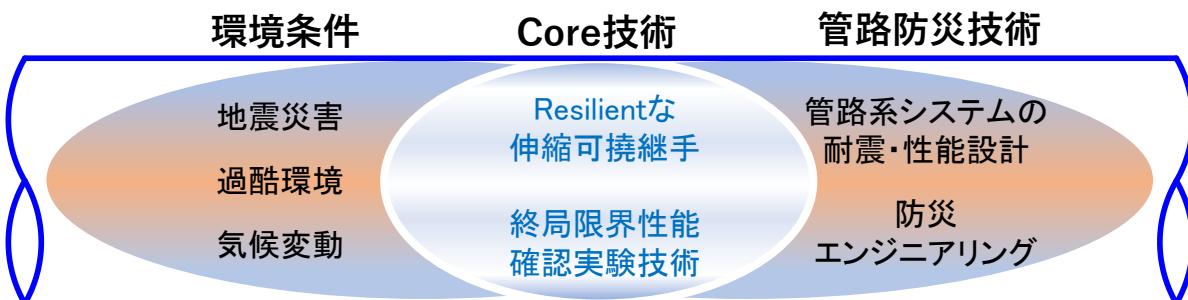 環境条件
Core技術
管路防災技術
地震災害
過酷環境
気候変動
Resilientな
伸縮可撓継手
終局限界性能
確認実験技術
管路系システムの
耐震・性能設計
防災
エンジニアリング